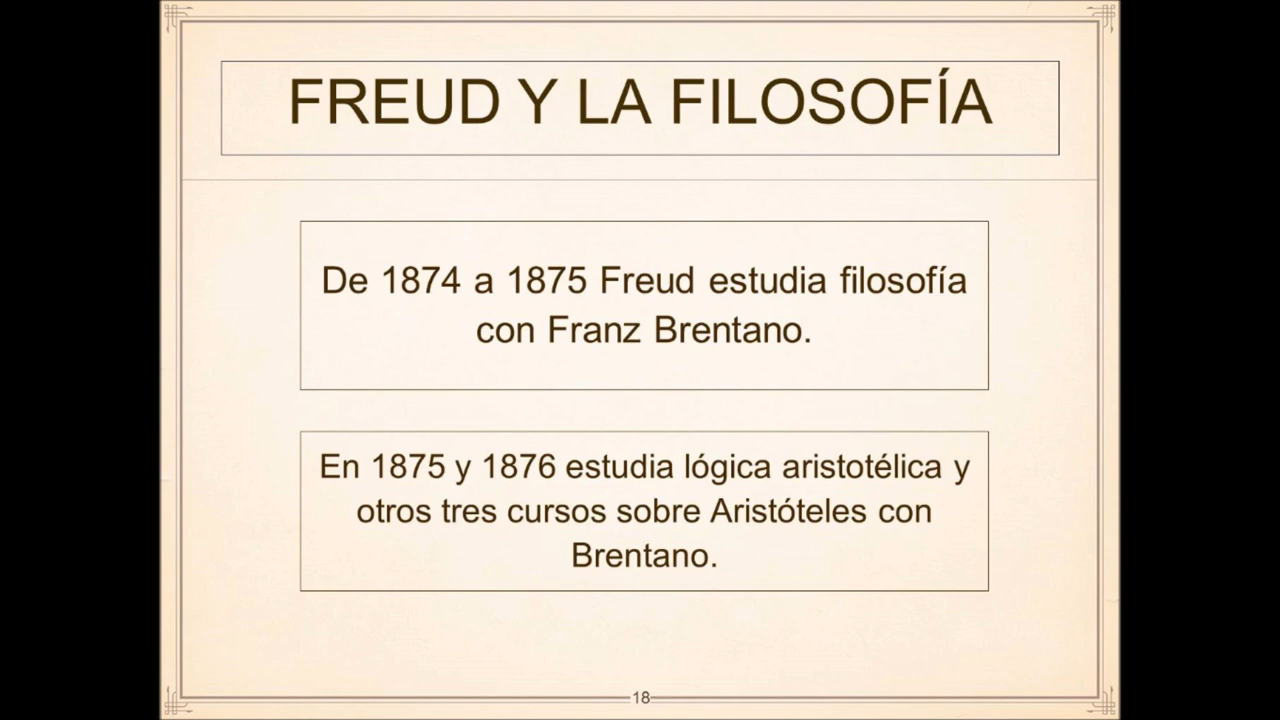 FREUD Y LA FILOSOFÍA
De 1874 a 1875 Freud estudia filosofía
con Franz Brentano.
En 1875 y 1876 estudia lógica aristotélica y
otros tres cursos sobre Aristóteles con
Brentano.
18